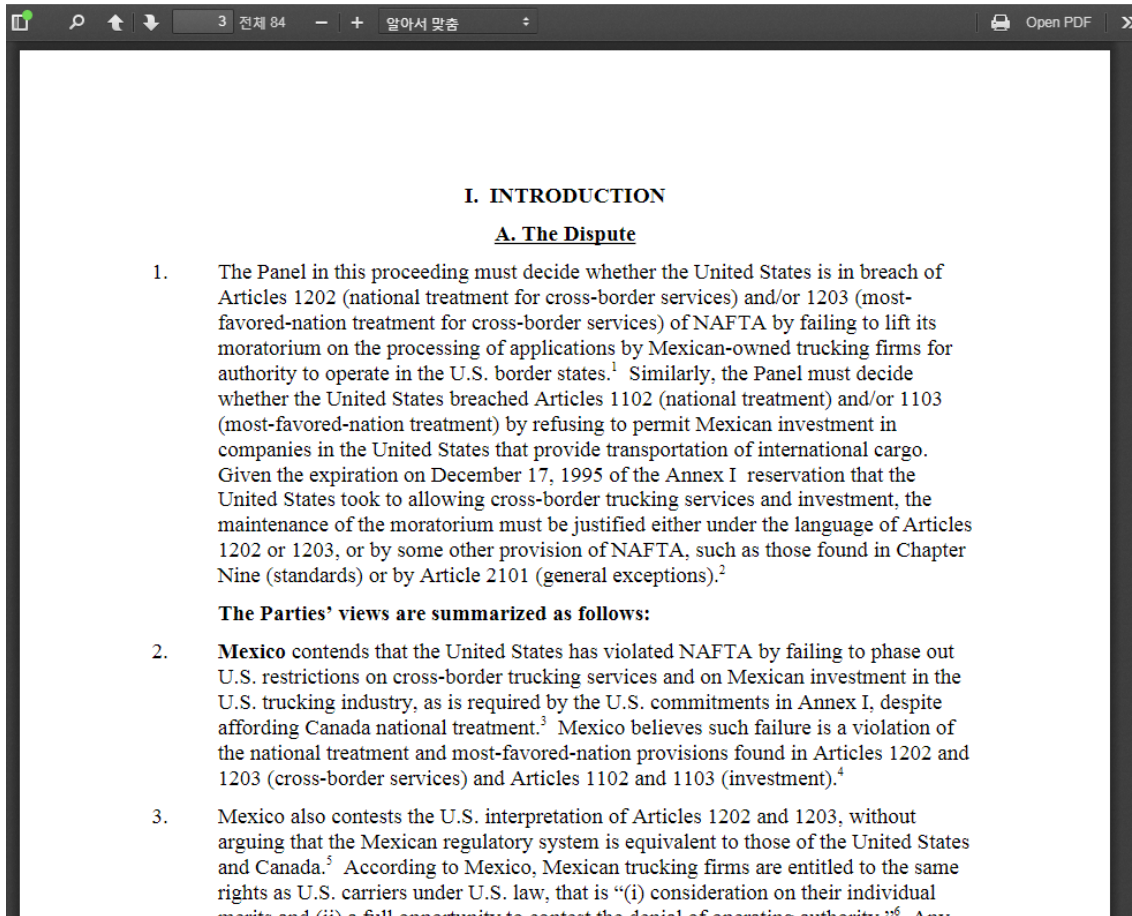 3 전체 84 − + 알아서 맞춤 Open PDF
I. INTRODUCTION
A. The Dispute
1. The Panel in this proceeding must decide whether the United States is in breach of
Articles 1202 (national treatment for cross-border services) and/or 1203 (most-
favored-nation treatment for cross-border services) of NAFTA by failing to lift its
moratorium on the processing of applications by Mexican-owned trucking firms for
authority to operate in the U.S. border states.1 Similarly, the Panel must decide
whether the United States breached Articles 1102 (national treatment) and/or 1103
(most-favored-nation treatment) by refusing to permit Mexican investment in
companies in the United States that provide transportation of international cargo.
Given the expiration on December 17, 1995 of the Annex I reservation that the
United States took to allowing cross-border trucking services and investment, the
maintenance of the moratorium must be justified either under the language of Articles
1202 or 1203, or by some other provision of NAFTA, such as those found in Chapter
Nine (standards) or by Article 2101 (general exceptions).2
The Parties’ views are summarized as follows:
2. Mexico contends that the United States has violated NAFTA by failing to phase out
U.S. restrictions on cross-border trucking services and on Mexican investment in the
U.S. trucking industry, as is required by the U.S. commitments in Annex I, despite
affording Canada national treatment.3 Mexico believes such failure is a violation of
the national treatment and most-favored-nation provisions found in Articles 1202 and
1203 (cross-border services) and Articles 1102 and 1103 (investment).4
3. Mexico also contests the U.S. interpretation of Articles 1202 and 1203, without
arguing that the Mexican regulatory system is equivalent to those of the United States
and Canada.5 According to Mexico, Mexican trucking firms are entitled to the same
rights as U.S. carriers under U.S. law, that is “(i) consideration on their individual
merits and (ii) a full opportunity to contest the denial of operating authority.”6 Any